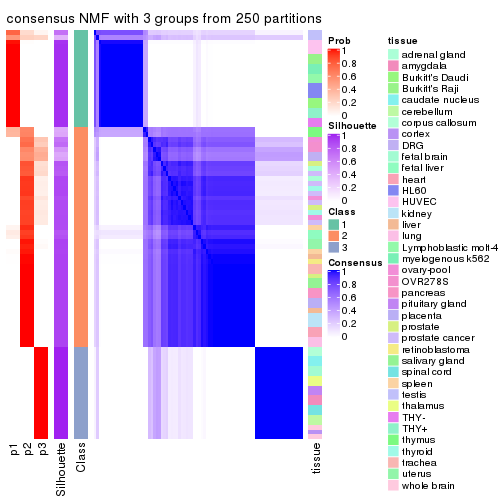 consensus NMF with 3 groups from 250 partitions
Prob
1
0.8
0.6
0.4
0.2
0
Silhouette
1
0.8
0.6
0.4
0.2
0
Class
1
2
3
Consensus
1
0.8
0.6
0.4
0.2
0
tissue
adrenal gland
amygdala
Burkitt's Daudi
Burkitt's Raji
caudate nucleus
cerebellum
corpus callosum
cortex
DRG
fetal brain
fetal liver
heart
HL60
HUVEC
kidney
liver
lung
Lymphoblastic molt-4
myelogenous k562
ovary-pool
OVR278S
pancreas
pituitary gland
placenta
prostate
prostate cancer
retinoblastoma
salivary gland
spinal cord
spleen
testis
thalamus
THY-
THY+
thymus
thyroid
trachea
uterus
whole brain
p1
p2
p3
Silhouette
Class
tissue